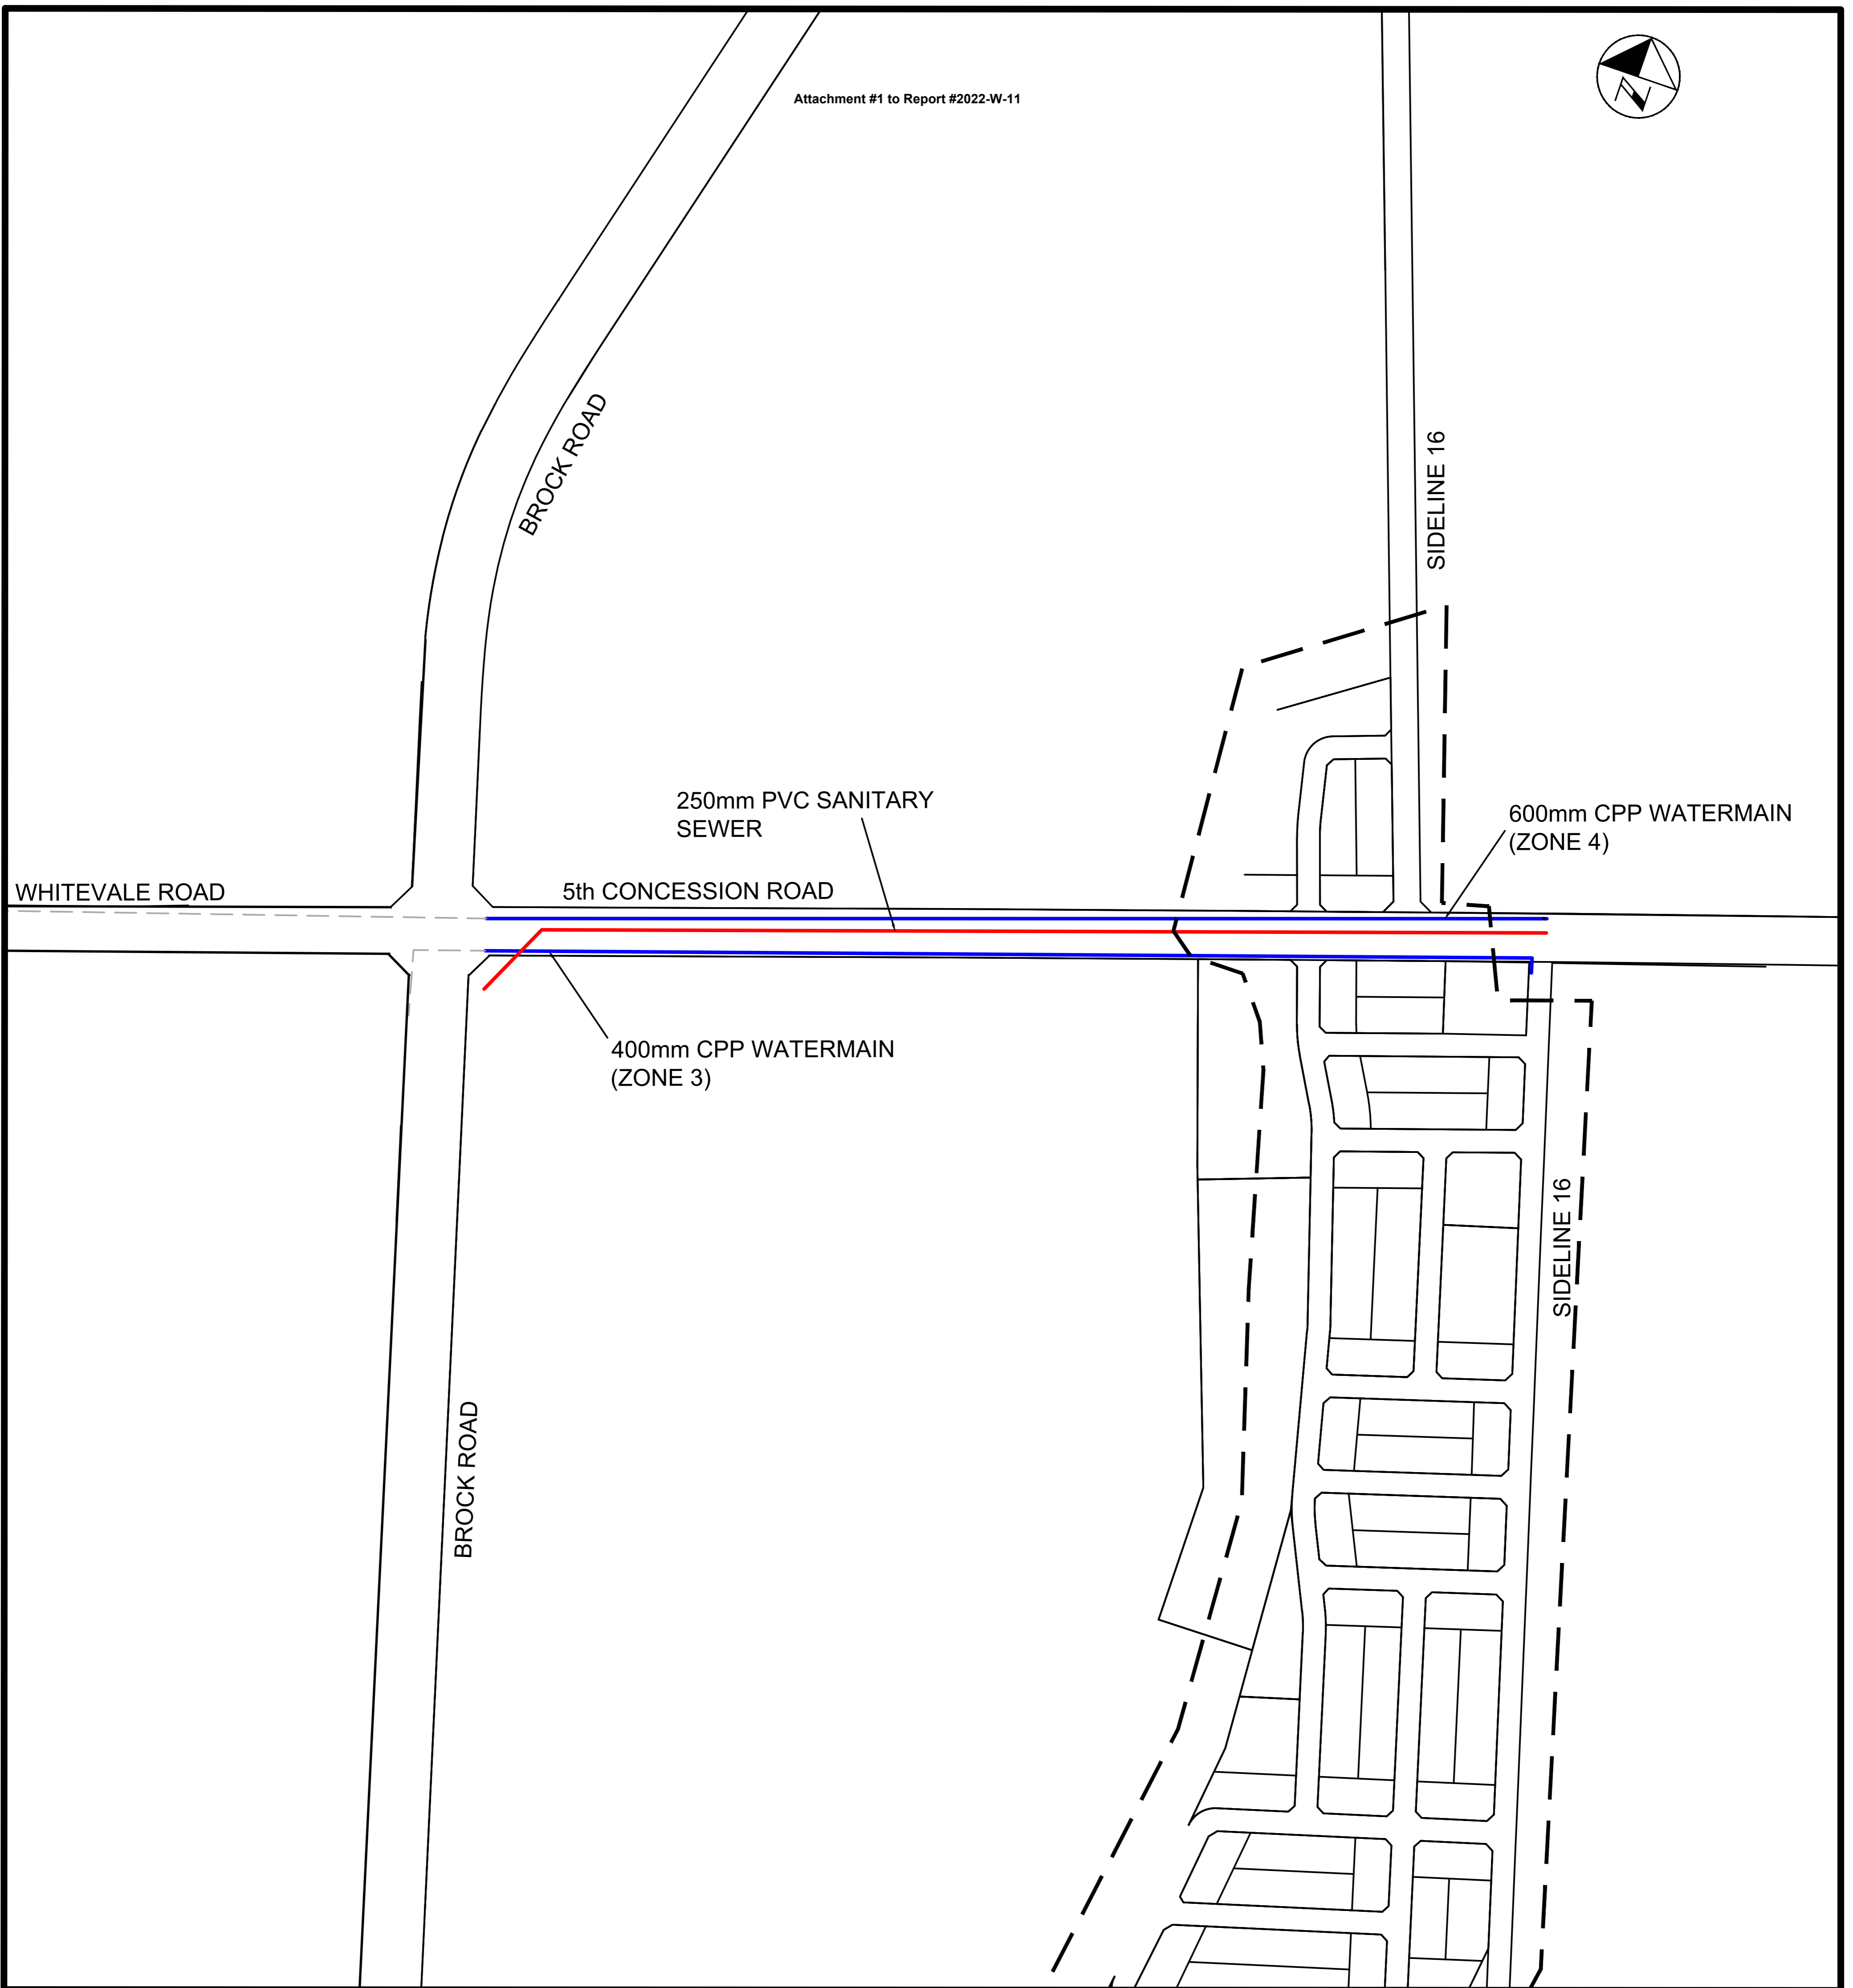 Attachment #1 to Report #2022-W-11
N
BROCK ROAD
SIDELINE 16
250mm PVC SANITARY
SEWER
600mm CPP WATERMAIN
(ZONE 4)
WHITEVALE ROAD
5th CONCESSION ROAD
400mm CPP WATERMAIN
(ZONE 3)
SIDELINE 16
BROCK ROAD